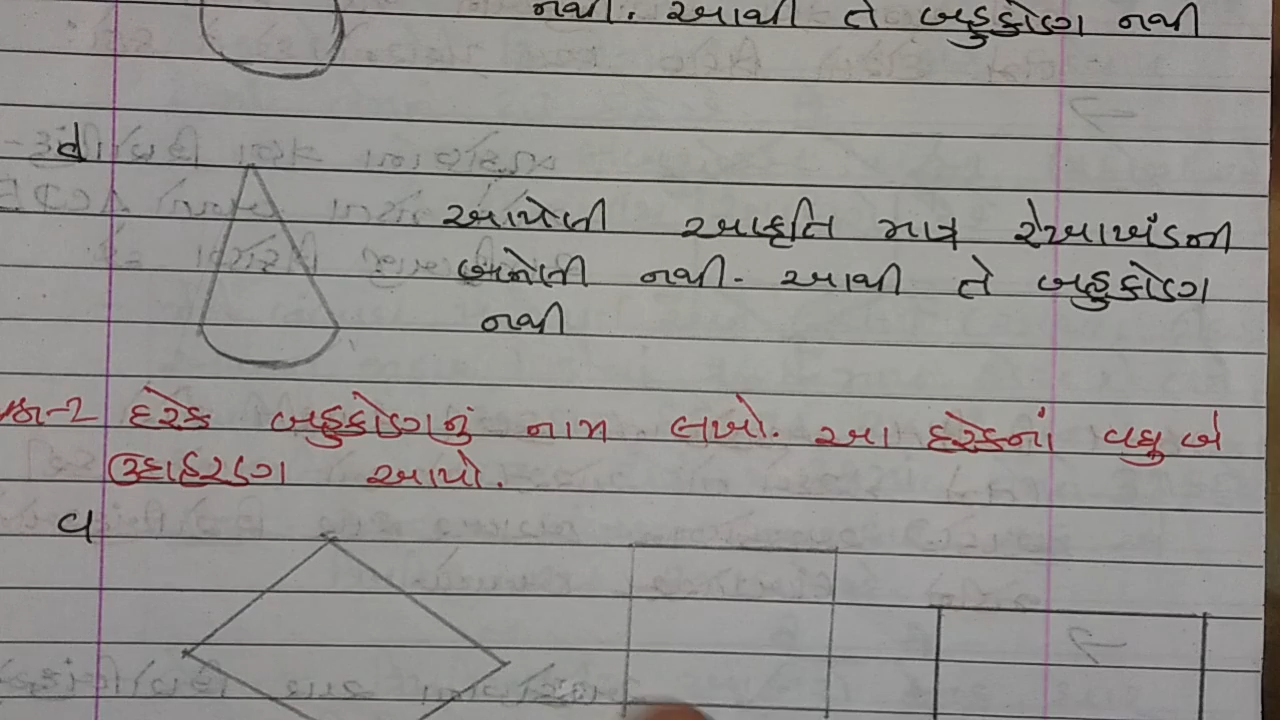 નથી. આથી તે બહુકોણ નથી
d
આપેલી આકૃતિ માત્ર રેખાખંડની
બનેલી નથી. આથી તે બહુકોણ
નથી
પ્રશ્ન-2 દરેક બહુકોણનું નામ લખો. આ દરેકનાં વધુ બે
ઉદાહરણ આપો.
a